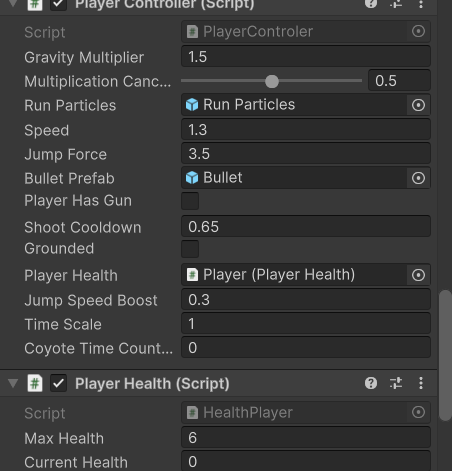 Player Controller (Script)
Script PlayerControler
Gravity Multiplier 1.5
Multiplication Canc... 0.5
Run Particles Run Particles
Speed 1.3
Jump Force 3.5
Bullet Prefab Bullet
Player Has Gun
Shoot Cooldown 0.65
Grounded
Player Health Player (Player Health)
Jump Speed Boost 0.3
Time Scale 1
Coyote Time Count... 0
# Player Health (Script)
Script HealthPlayer
Max Health 6
Current Health 0